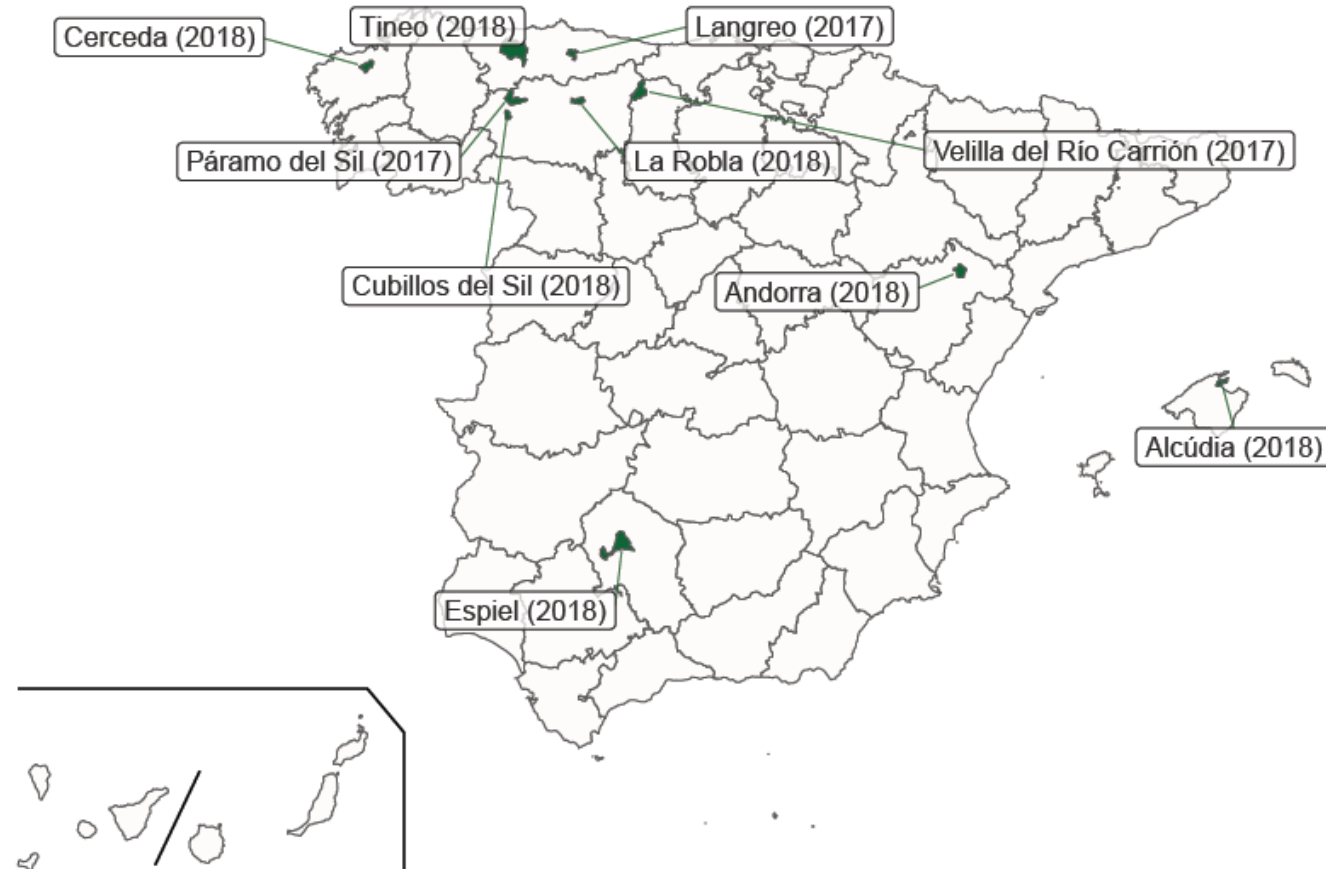 Tineo (2018)
Langreo (2017)
Cerceda (2018)
Páramo del Sil (2017)
La Robla (2018)
Velilla del Río Carrión (2017)
Cubillos del Sil (2018)
Andorra (2018)
Alcúdia (2018)
Espiel (2018)